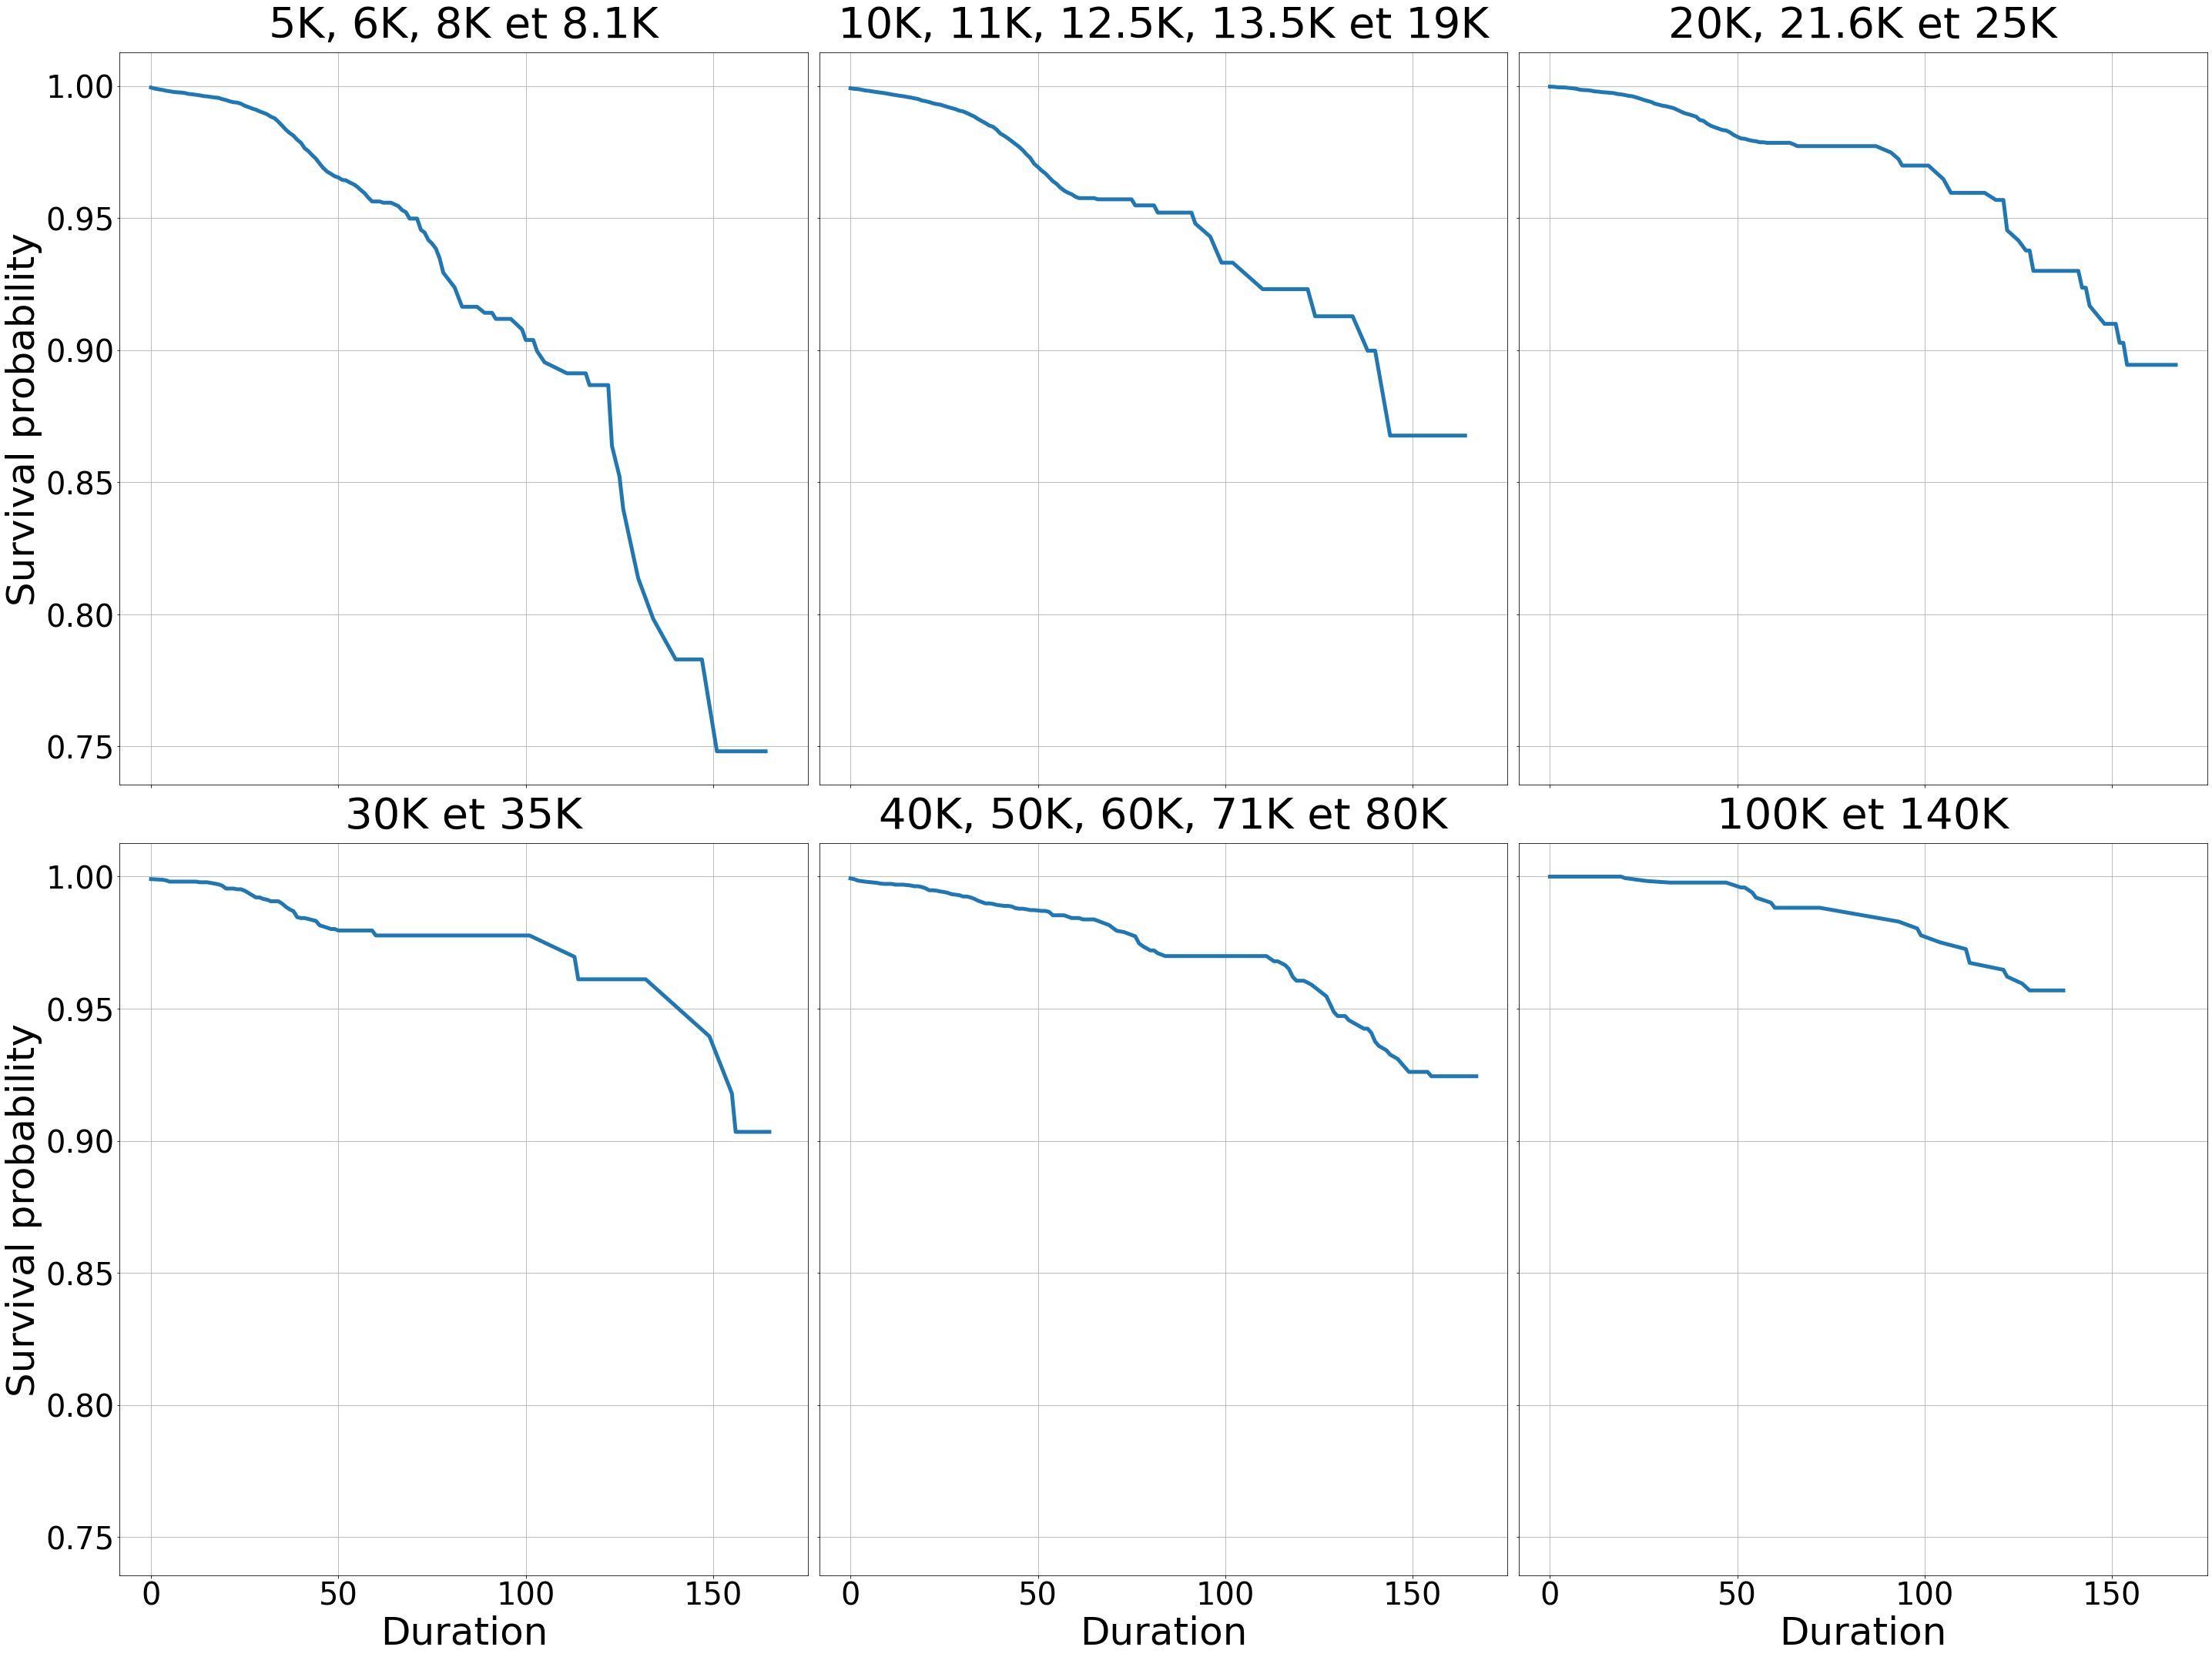 5K, 6K, 8K et 8.1K
10K, 11K, 12.5K, 13.5K et 19K
20K, 21.6K et 25K
Survival probability
1.00
0.95
0.90
0.85
0.80
0.75
30K et 35K
40K, 50K, 60K, 71K et 80K
100K et 140K
Survival probability
1.00
0.95
0.90
0.85
0.80
0.75
0 50 100 150
0 50 100 150
0 50 100 150
Duration
Duration
Duration